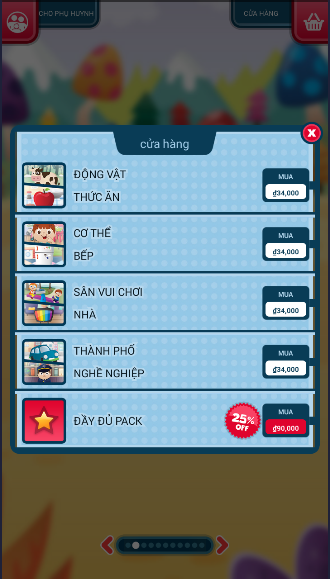 CHO PHỤ HUYNH
CỬA HÀNG
cửa hàng
X
ĐỘNG VẬT
THỨC ĂN
MUA
₫34,000
CƠ THỂ
BẾP
MUA
₫34,000
SÂN VUI CHƠI
NHÀ
MUA
₫34,000
THÀNH PHỐ
NGHỀ NGHIỆP
MUA
₫34,000
ĐẦY ĐỦ PACK
25%
OFF
MUA
₫90,000